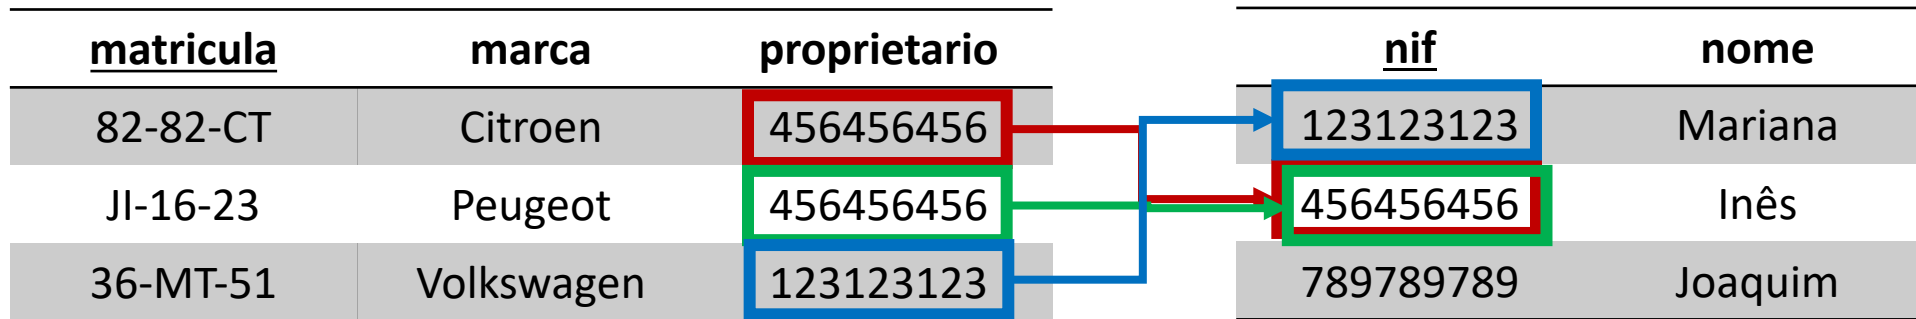 matricula marca proprietario nif nome
82-82-CT Citroen 456456456 123123123 Mariana
JI-16-23 Peugeot 456456456 456456456 Inês
36-MT-51 Volkswagen 123123123 789789789 Joaquim